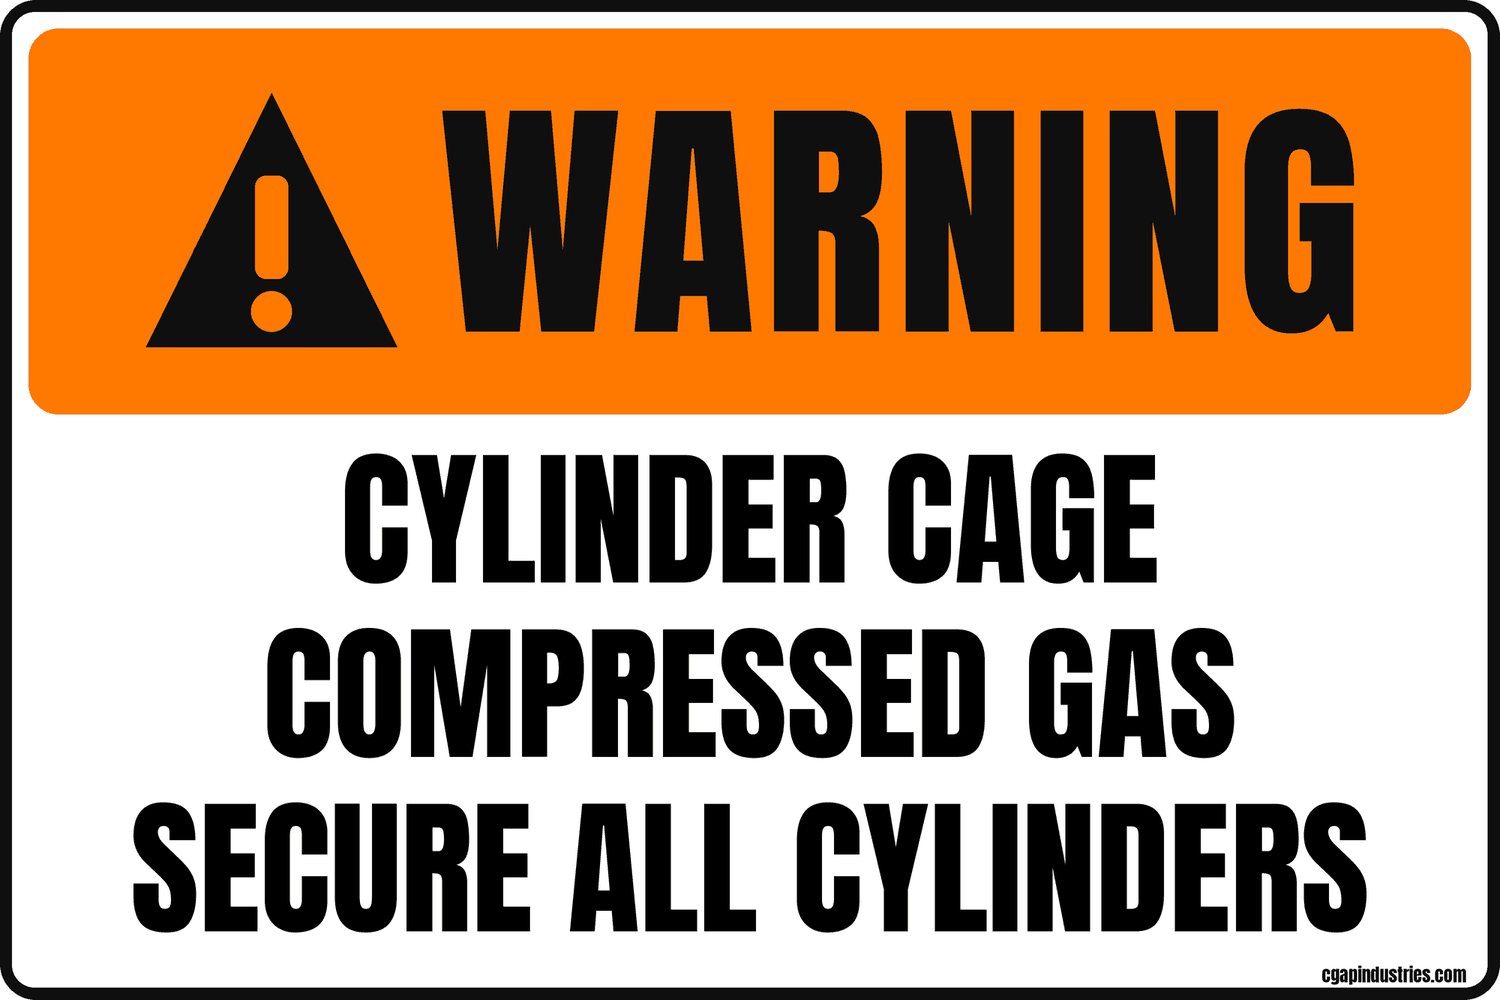 WARNING
CYLINDER CAGE
COMPRESSED GAS
SECURE ALL CYLINDERS
cgapindustries.com